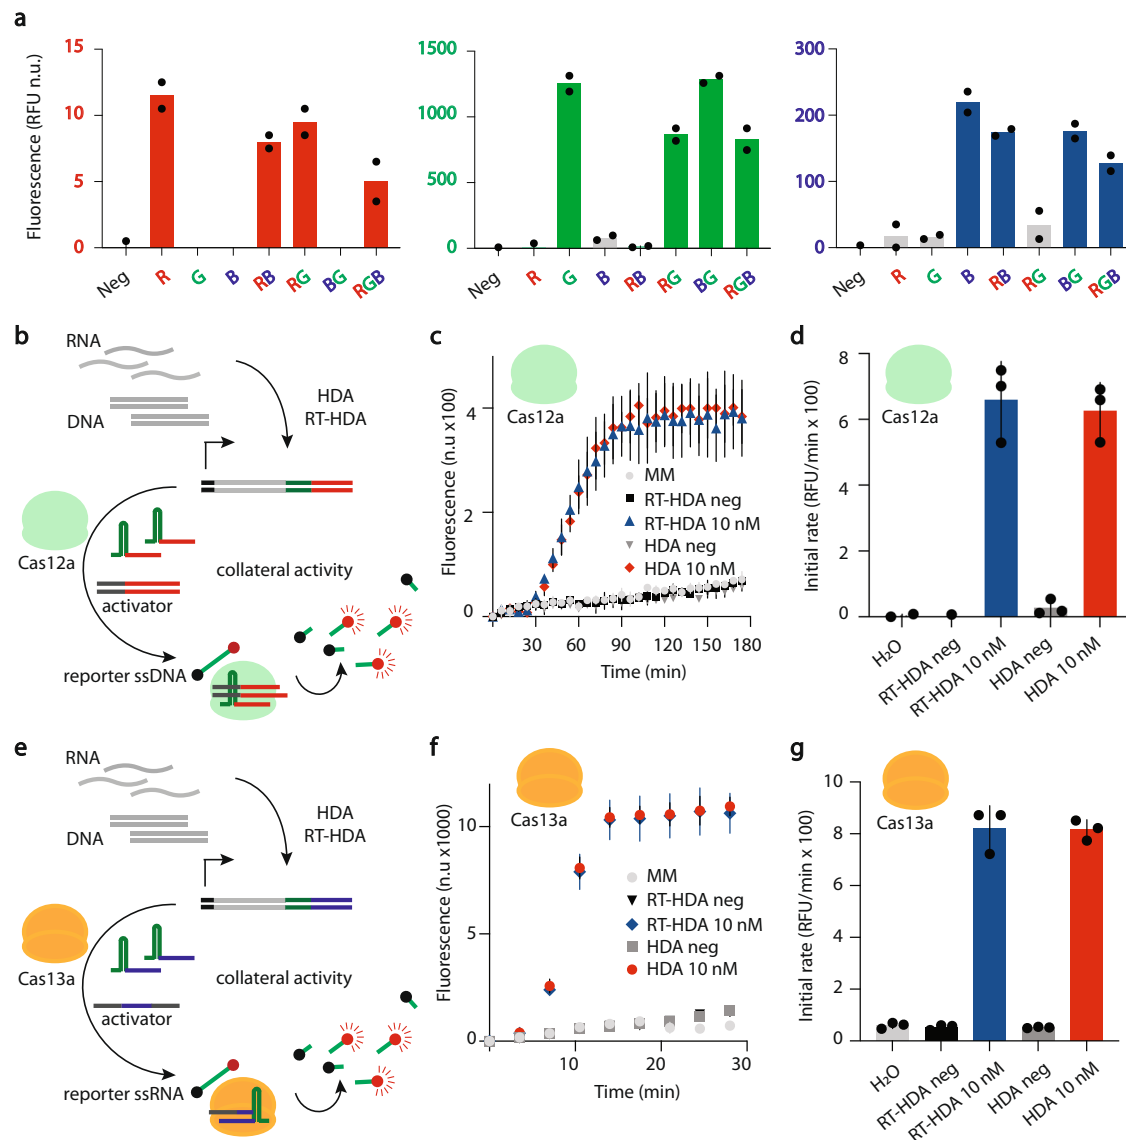 a
Fluorescence (RFU n.u.)
15
10
5
0
Neg R G B RB RG BG RGB
1500
1000
500
0
Neg R G B RB RG BG RGB
300
200
100
0
Neg R G B RB RG BG RGB
b
RNA
DNA
HDA
RT-HDA
Cas12a
activator
collateral activity
reporter ssDNA
c
Cas12a
Fluorescence (n.u x100)
4
2
0
MM
RT-HDA neg
RT-HDA 10 nM
HDA neg
HDA 10 nM
30 60 90 120 150 180
Time (min)
d
Cas12a
Initial rate (RFU/min x 100)
8
6
4
2
0
H₂O
RT-HDA neg
RT-HDA 10 nM
HDA neg
HDA 10 nM
e
RNA
DNA
HDA
RT-HDA
Cas13a
activator
collateral activity
reporter ssRNA
f
Cas13a
Fluorescence (n.u x1000)
10
5
0
MM
RT-HDA neg
RT-HDA 10 nM
HDA neg
HDA 10 nM
10 20 30
Time (min)
g
Cas13a
Initial rate (RFU/min x 100)
10
8
6
4
2
0
H₂O
RT-HDA neg
RT-HDA 10 nM
HDA neg
HDA 10 nM